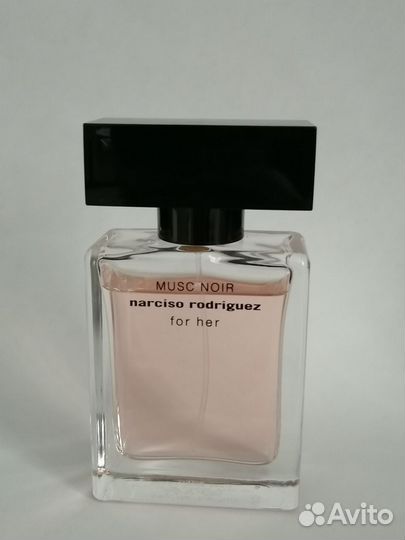 MUSC NOIR
narciso rodriguez
for her
Avito